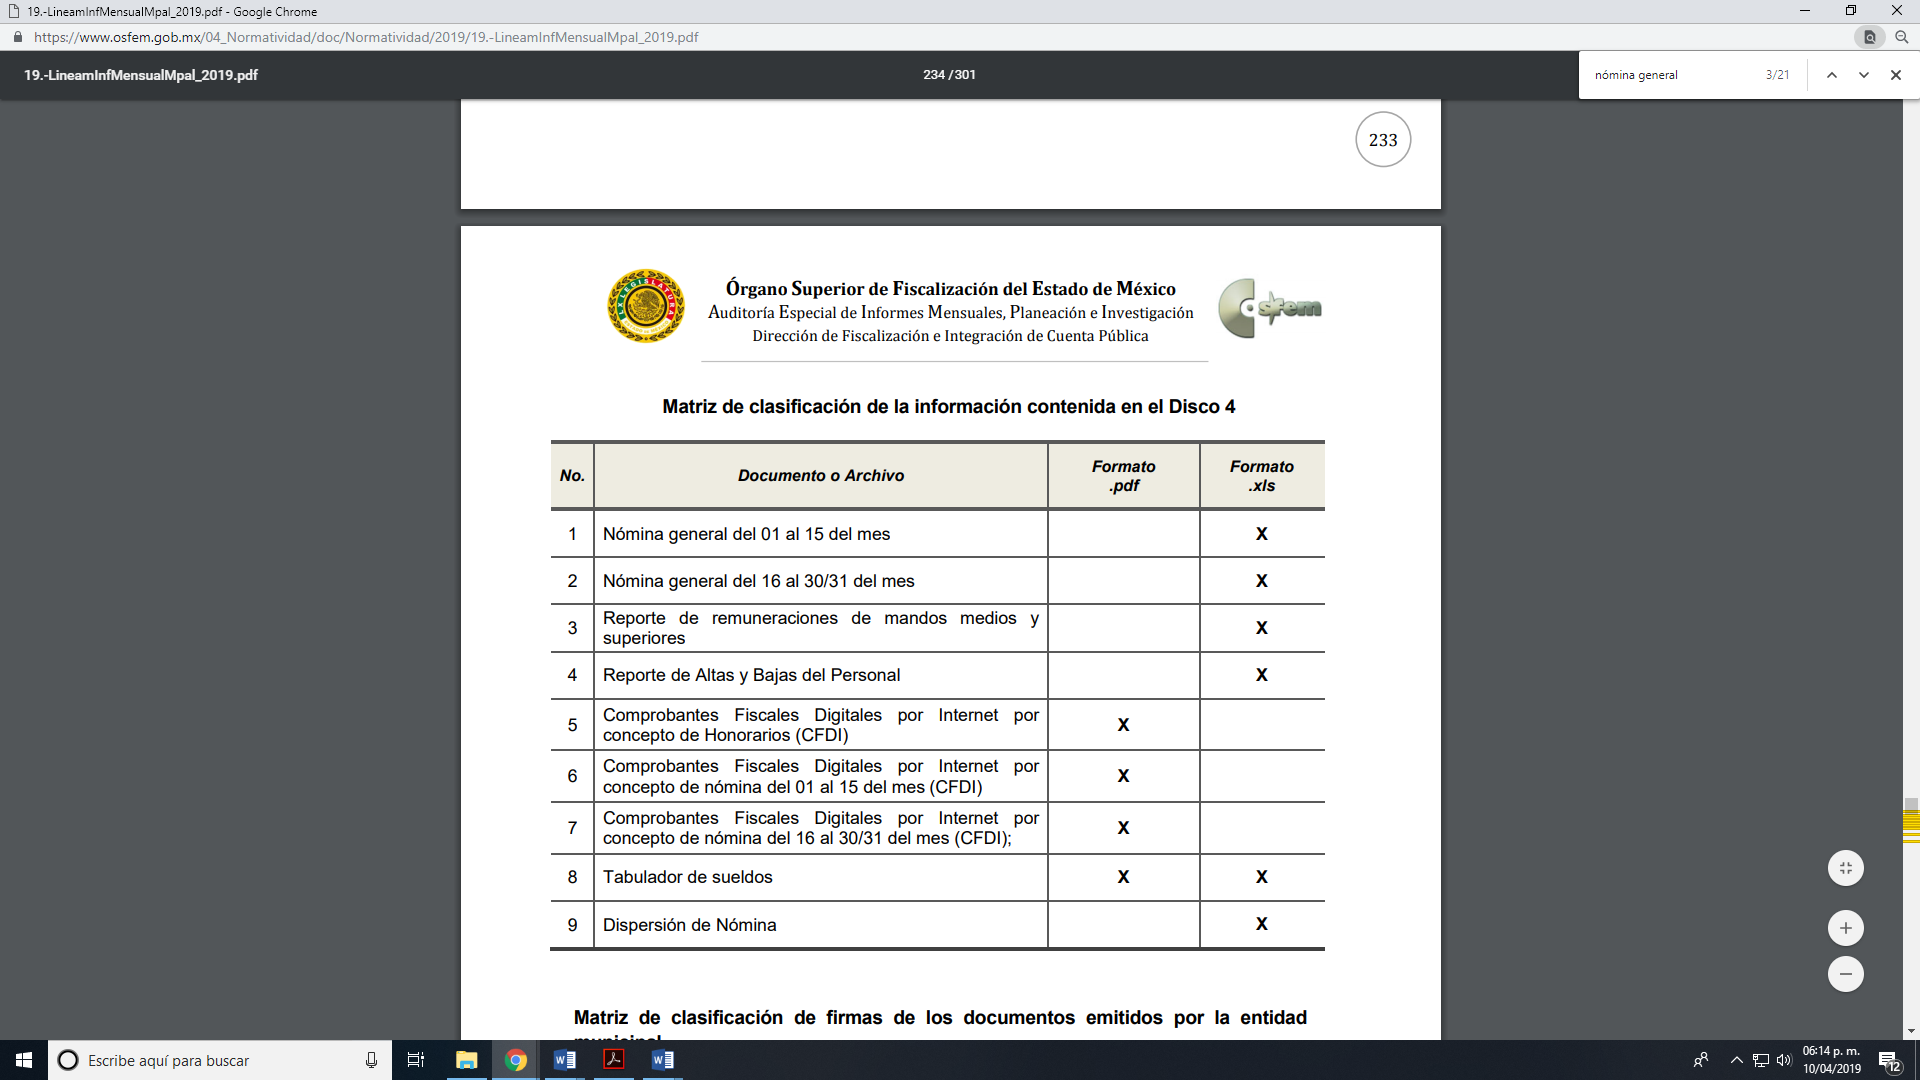 19.-LineamInfMensualMpal_2019.pdf - Google Chrome
https://www.osfem.gob.mx/04_Normatividad/doc/Normatividad/2019/19.-LineamInfMensualMpal_2019.pdf
19.-LineamInfMensualMpal_2019.pdf
234 / 301
nómina general 3/21
233
Órgano Superior de Fiscalización del Estado de México
Auditoría Especial de Informes Mensuales, Planeación e Investigación
Dirección de Fiscalización e Integración de Cuenta Pública
LX LEGISLATURA
Osfem
Matriz de clasificación de la información contenida en el Disco 4
No. Documento o Archivo Formato .pdf Formato .xls
1 Nómina general del 01 al 15 del mes X
2 Nómina general del 16 al 30/31 del mes X
3 Reporte de remuneraciones de mandos medios y
superiores X
4 Reporte de Altas y Bajas del Personal X
5 Comprobantes Fiscales Digitales por Internet por
concepto de Honorarios (CFDI) X
6 Comprobantes Fiscales Digitales por Internet por
concepto de nómina del 01 al 15 del mes (CFDI) X
7 Comprobantes Fiscales Digitales por Internet por
concepto de nómina del 16 al 30/31 del mes (CFDI); X
8 Tabulador de sueldos X X
9 Dispersión de Nómina X
Matriz de clasificación de firmas de los documentos emitidos por la entidad
municipal
Escribe aquí para buscar
06:14 p. m.
10/04/2019
12